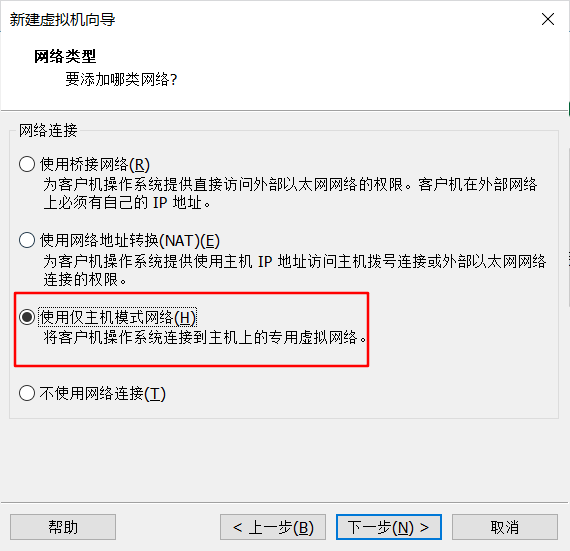 新建虚拟机向导
网络类型
要添加哪类网络?
网络连接
使用桥接网络(R)
为客户机操作系统提供直接访问外部以太网网络的权限。客户机在外部网络
上必须有自己的 IP 地址。
使用网络地址转换(NAT)(E)
为客户机操作系统提供使用主机 IP 地址访问主机拨号连接或外部以太网网络
连接的权限。
使用仅主机模式网络(H)
将客户机操作系统连接到主机上的专用虚拟网络。
不使用网络连接(T)
帮助
< 上一步(B)
下一步(N) >
取消